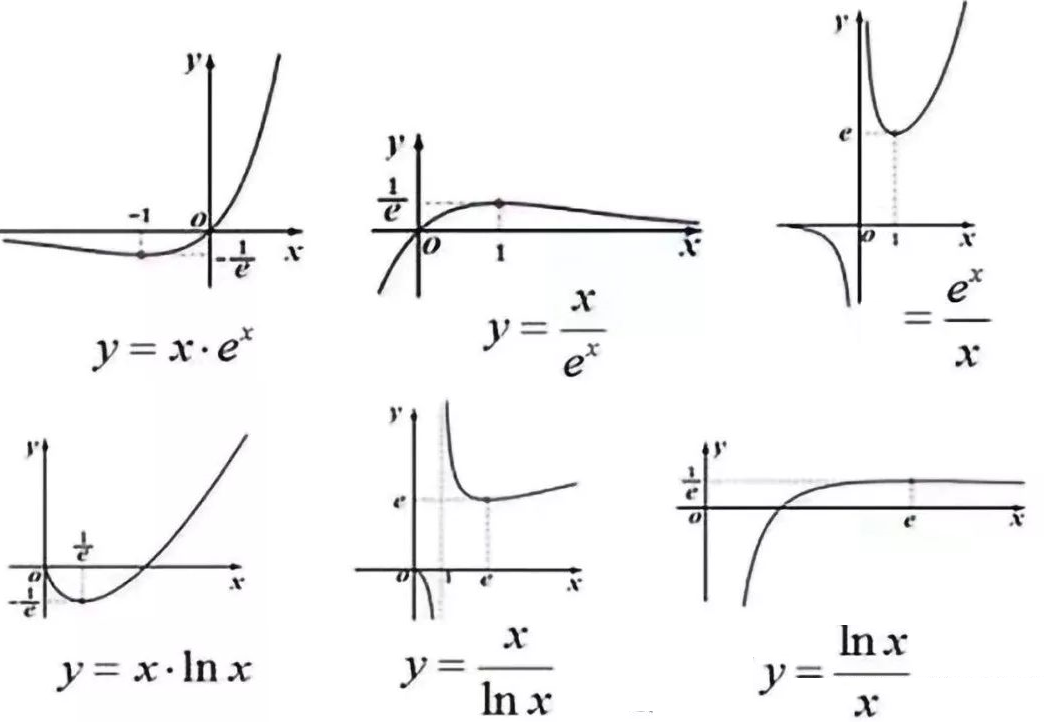 y
-1
O
x
-1/e
y = x · e^x
y
1/e
O
1
x
y = x/e^x
y
e
O
1
x
= e^x/x
y
1/e
O
x
-1/e
y = x · ln x
y
e
O
1
e
x
y = x/ln x
y
1/e
O
e
x
y = ln x/x